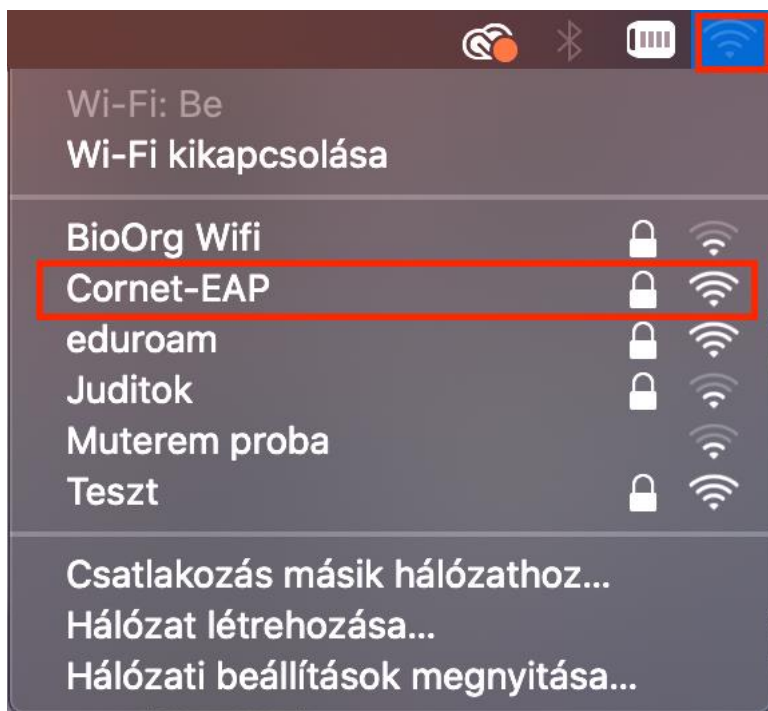 Wi-Fi: Be
Wi-Fi kikapcsolása
BioOrg Wifi
Cornet-EAP
eduroam
Juditok
Muterem proba
Teszt
Csatlakozás másik hálózathoz...
Hálózat létrehozása...
Hálózati beállítások megnyitása...